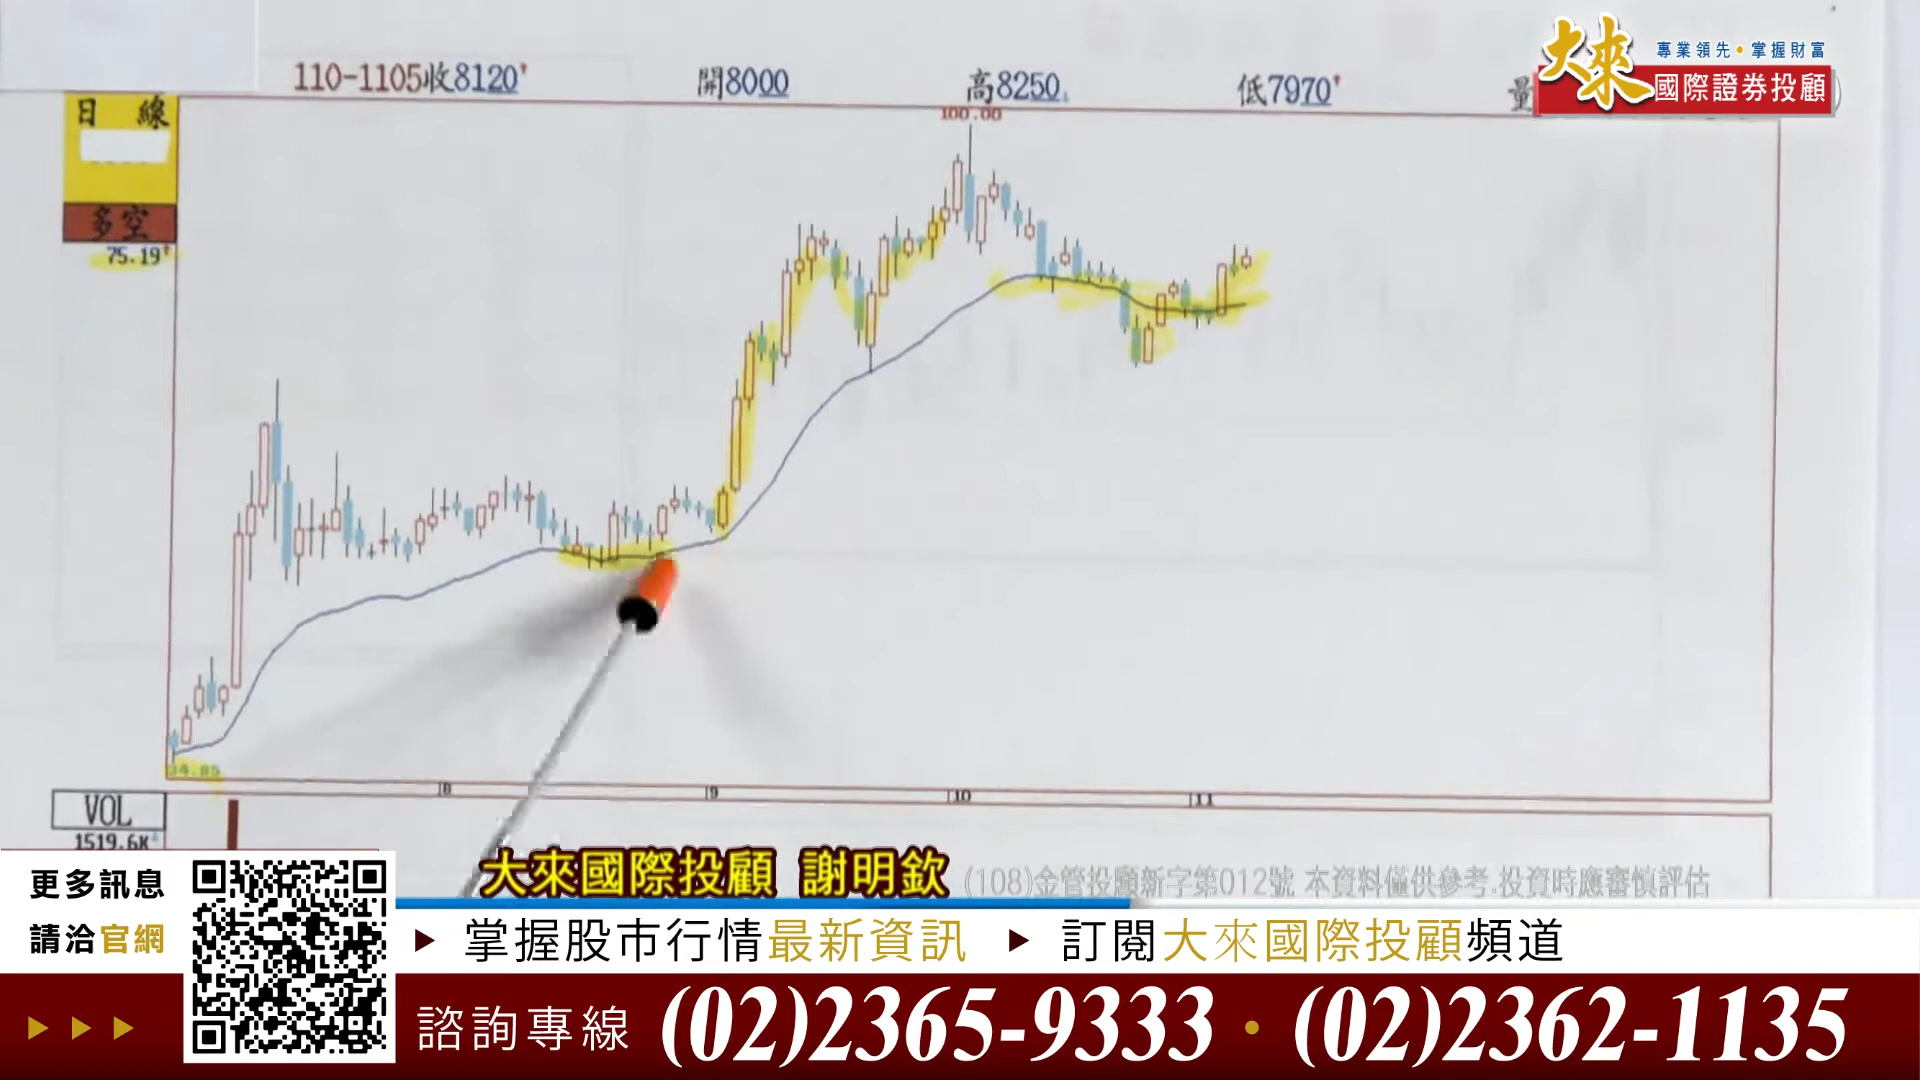 大來
專業領先•掌握財富
國際證券投顧
110-1105收8120 開8000 高8250 低7970 量
日 線
100.00
多空
75.19
34.85
8 9 10 11
VOL
1519.6K
大來國際投顧 謝明欽
(108)金管投顧新字第012號 本資料僅供參考.投資時應審慎評估
更多訊息
請洽官網
掌握股市行情最新資訊 訂閱大來國際投顧頻道
諮詢專線 (02)2365-9333•(02)2362-1135